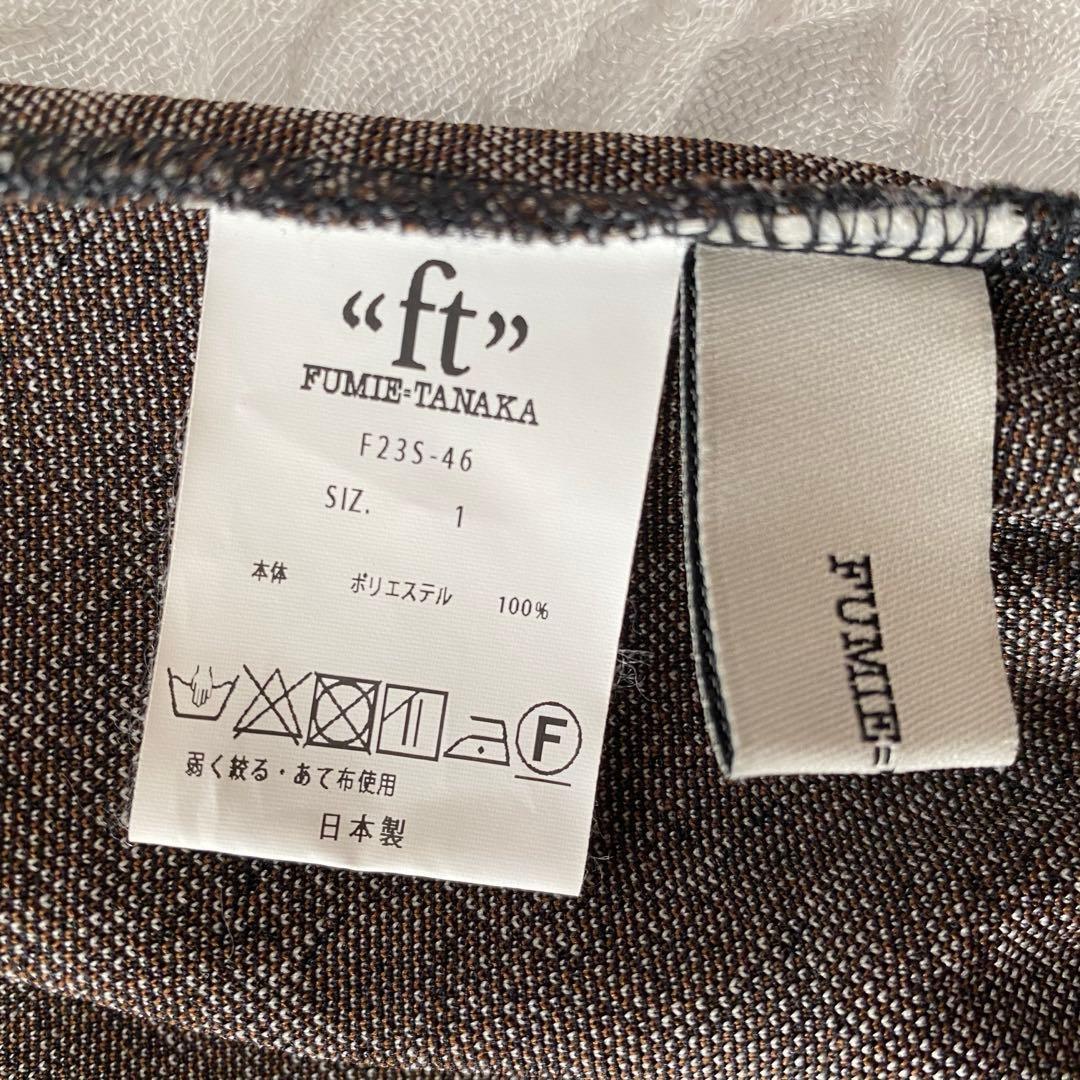 “ft”
FUMIE=TANAKA
F23S-46
SIZ. 1
本体 ポリエステル 100%
F
弱く絞る・あて布使用
日本製
FUMIE=